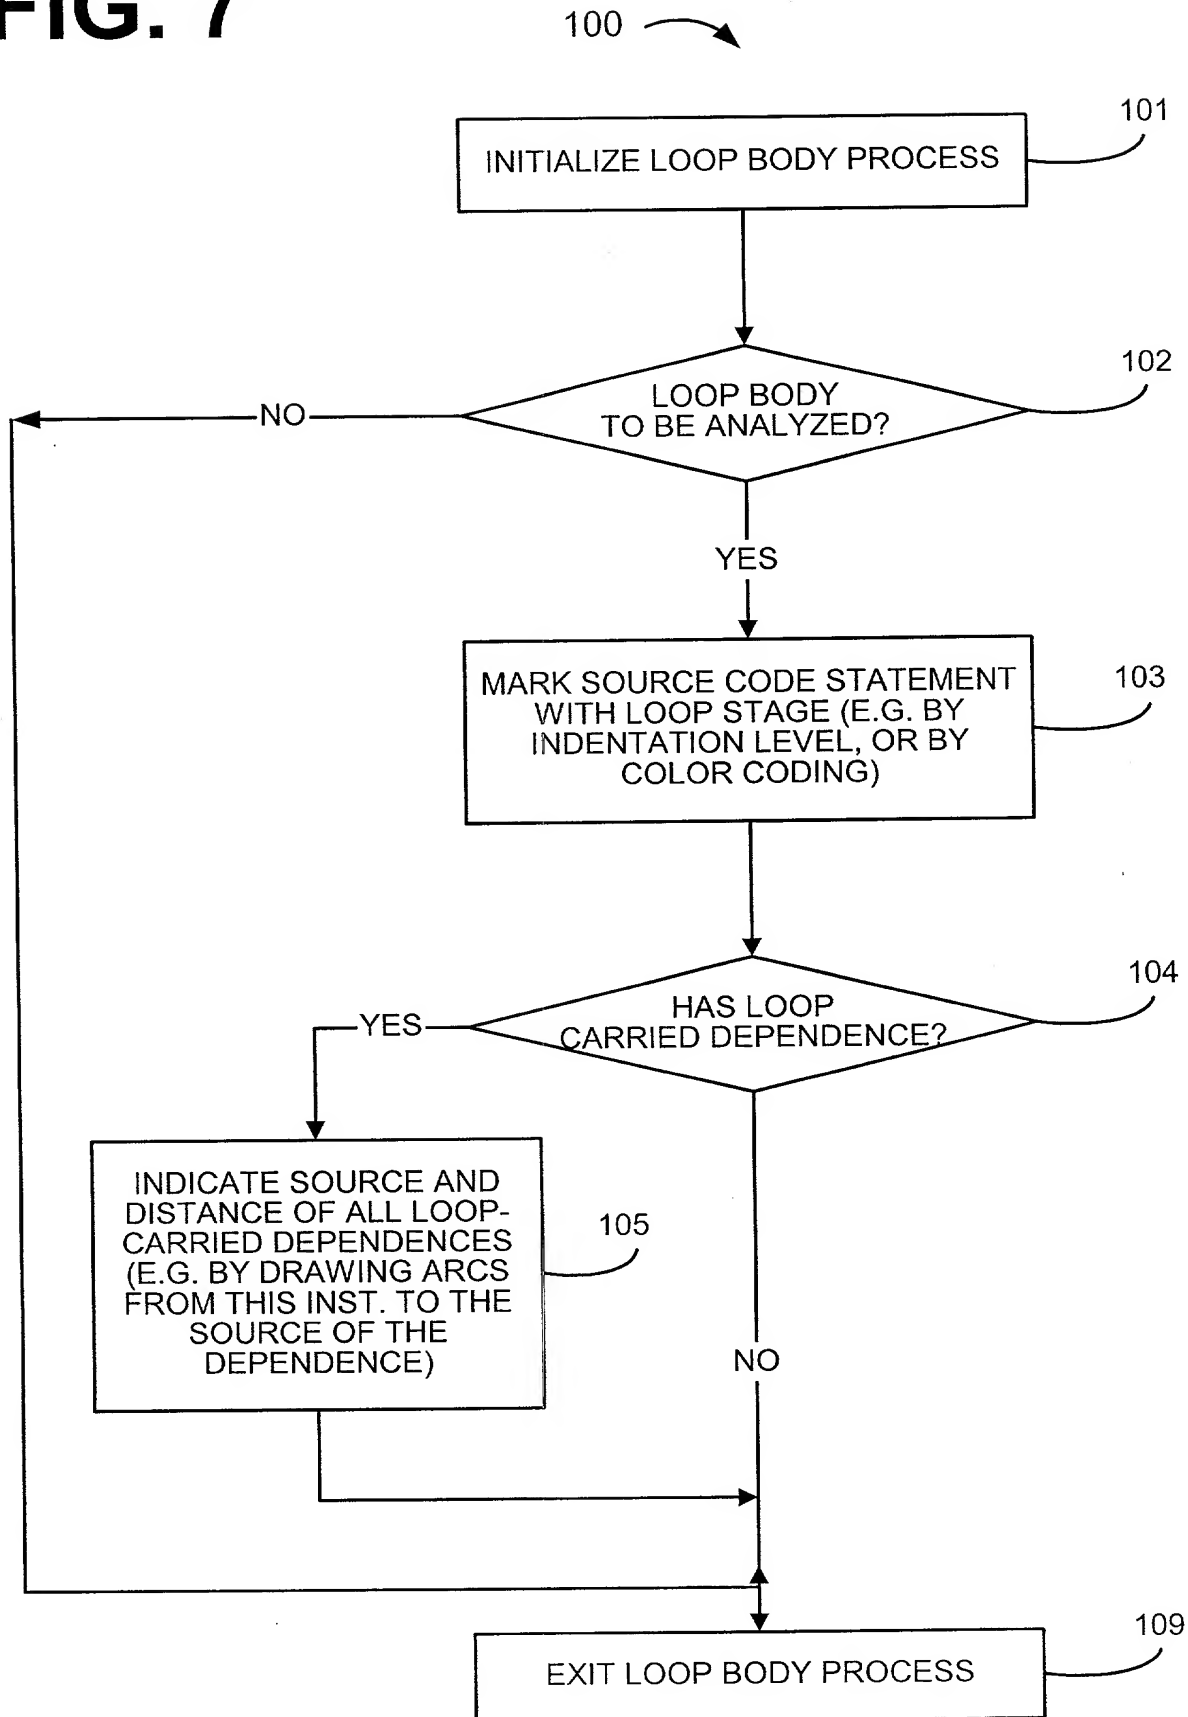 FIG. 7
100
101
INITIALIZE LOOP BODY PROCESS
102
LOOP BODY
TO BE ANALYZED?
NO
YES
103
MARK SOURCE CODE STATEMENT
WITH LOOP STAGE (E.G. BY
INDENTATION LEVEL, OR BY
COLOR CODING)
104
HAS LOOP
CARRIED DEPENDENCE?
YES
INDICATE SOURCE AND
DISTANCE OF ALL LOOP-
CARRIED DEPENDENCES
(E.G. BY DRAWING ARCS
FROM THIS INST. TO THE
SOURCE OF THE
DEPENDENCE)
105
NO
109
EXIT LOOP BODY PROCESS